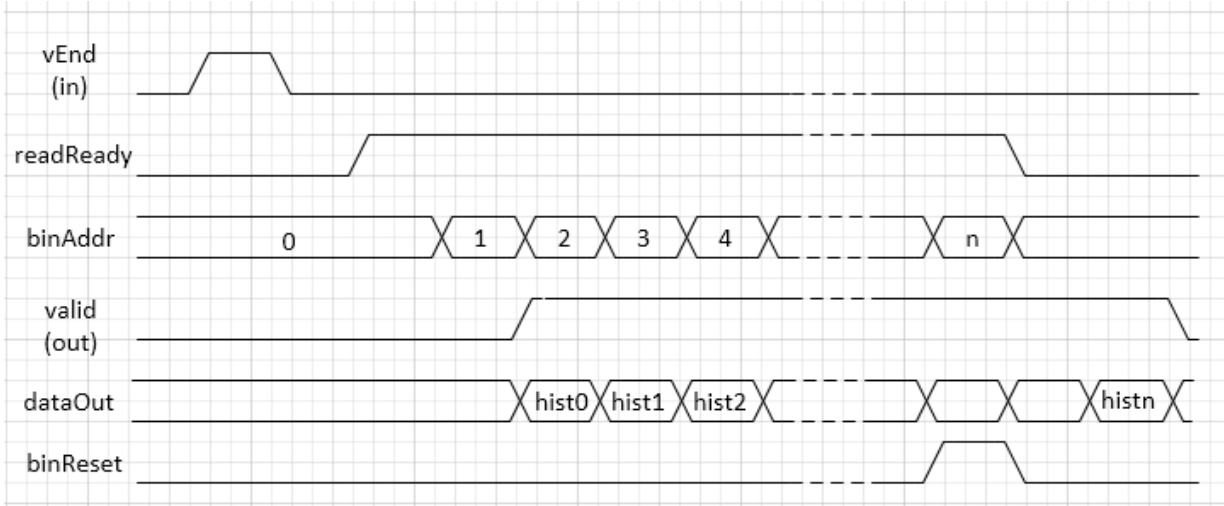 vEnd
(in)
readReady
binAddr
0
1
2
3
4
n
valid
(out)
dataOut
hist0
hist1
hist2
histn
binReset